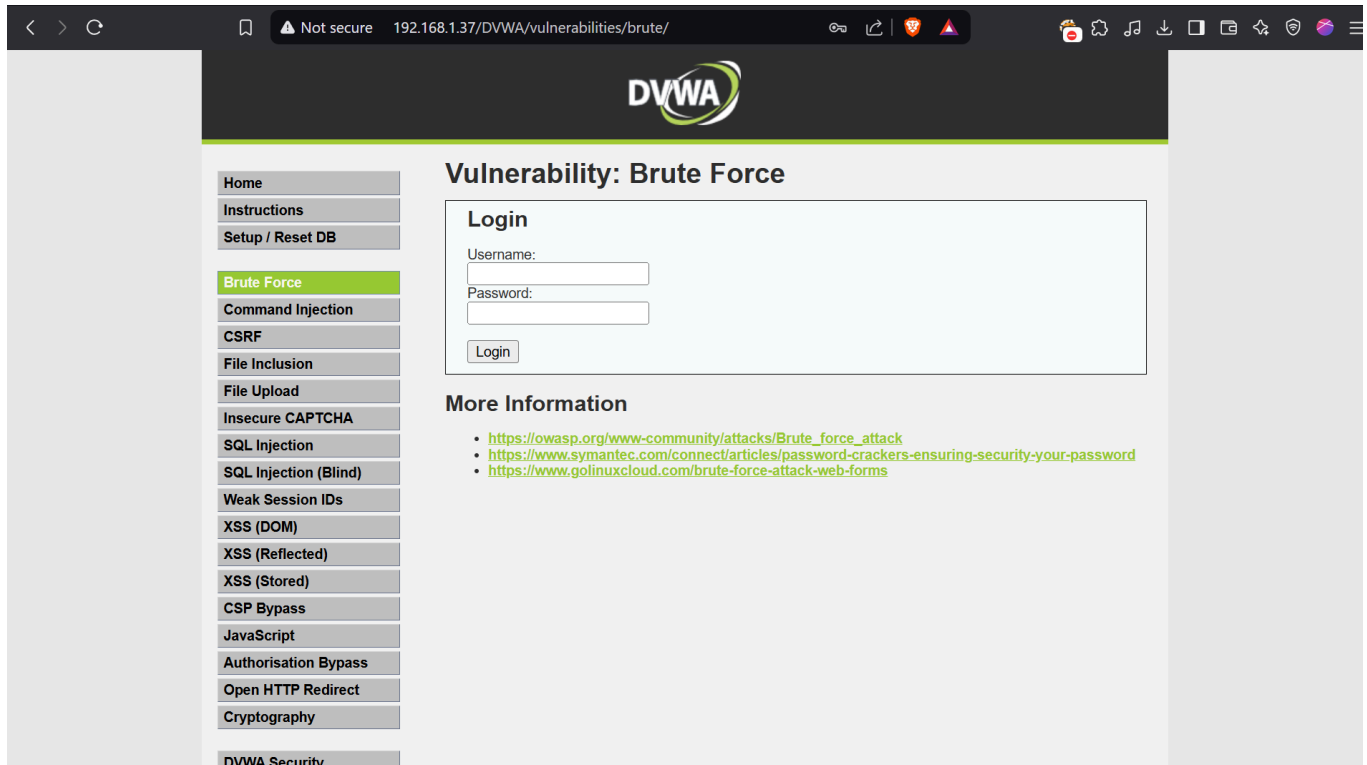 Not secure 192.168.1.37/DVWA/vulnerabilities/brute/
DVWA
Home
Instructions
Setup / Reset DB
Brute Force
Command Injection
CSRF
File Inclusion
File Upload
Insecure CAPTCHA
SQL Injection
SQL Injection (Blind)
Weak Session IDs
XSS (DOM)
XSS (Reflected)
XSS (Stored)
CSP Bypass
JavaScript
Authorisation Bypass
Open HTTP Redirect
Cryptography
DVWA Security
Vulnerability: Brute Force
Login
Username:
Password:
Login
More Information
https://owasp.org/www-community/attacks/Brute_force_attack
https://www.symantec.com/connect/articles/password-crackers-ensuring-security-your-password
https://www.golinuxcloud.com/brute-force-attack-web-forms